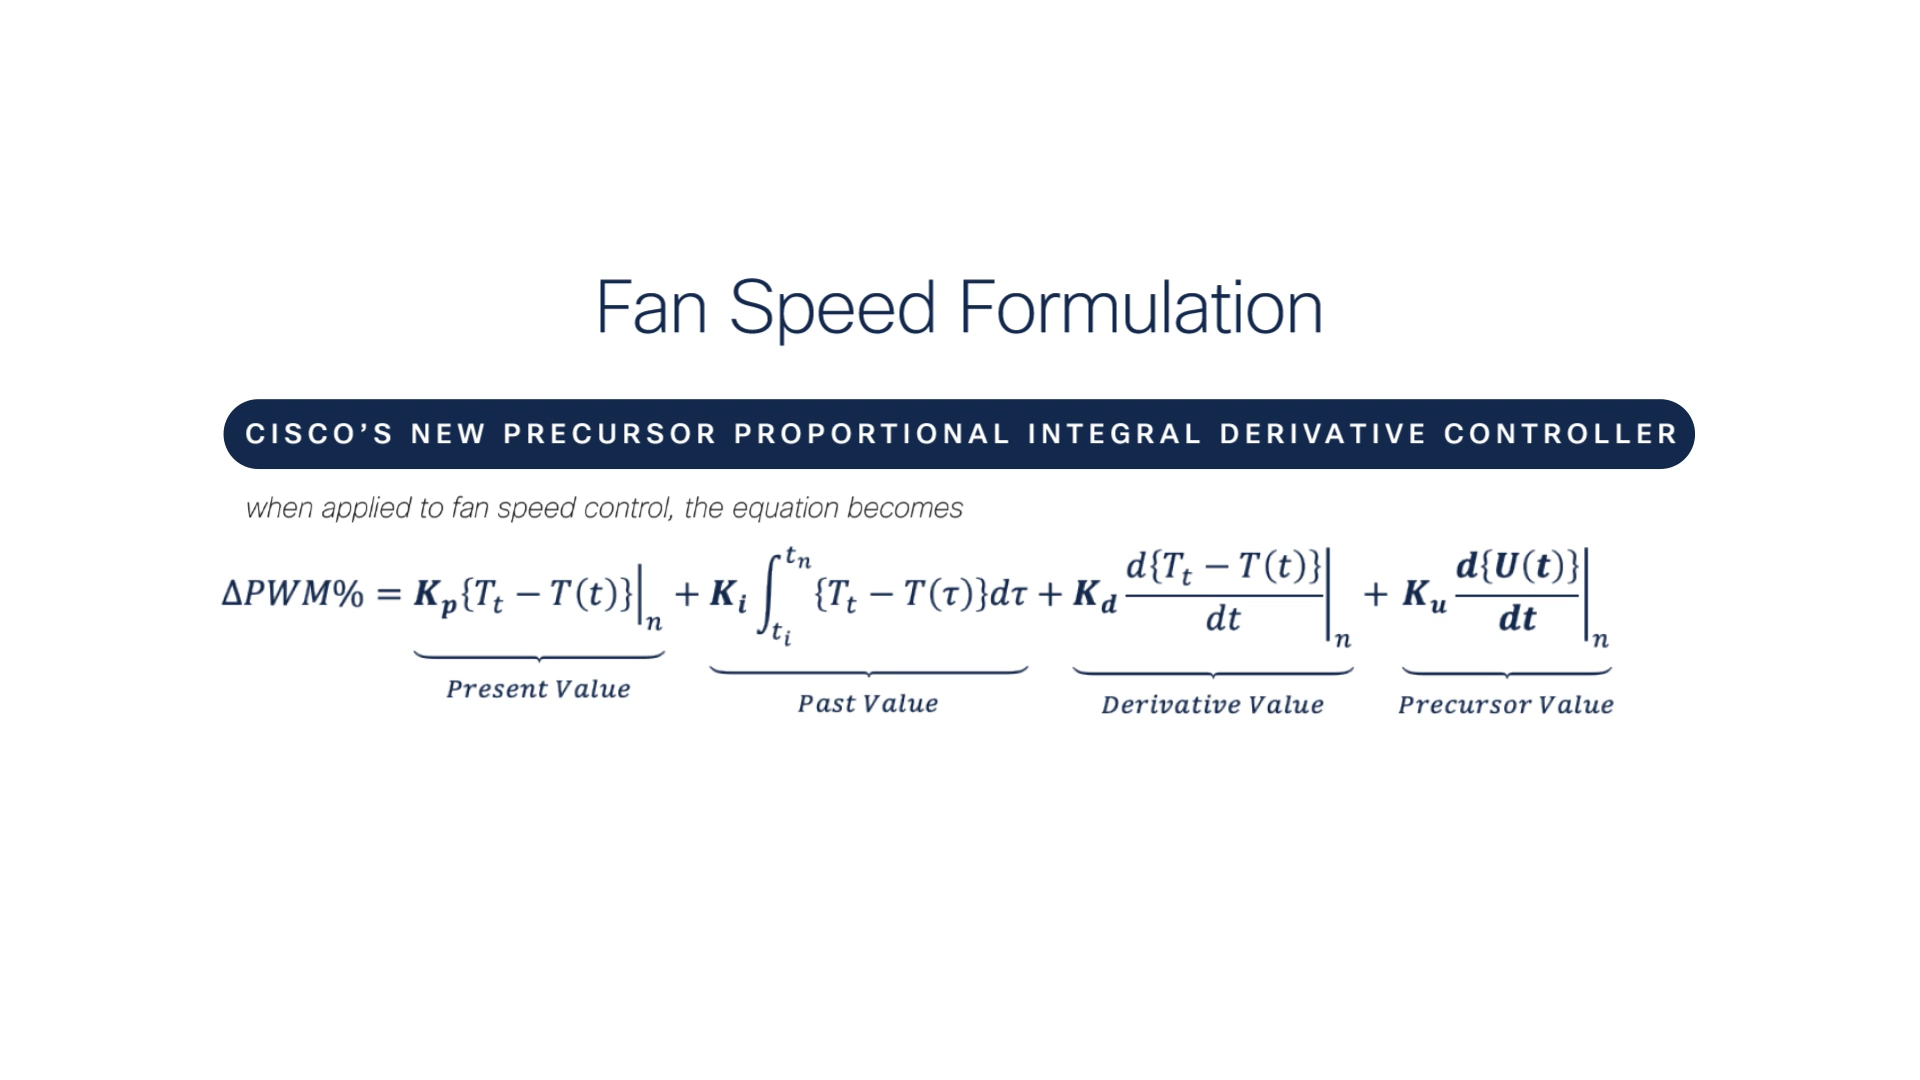 Fan Speed Formulation
CISCO’S NEW PRECURSOR PROPORTIONAL INTEGRAL DERIVATIVE CONTROLLER
when applied to fan speed control, the equation becomes
ΔPWM% = K_p{T_t − T(t)}|_n + K_i ∫_{t_i}^{t_n} {T_t − T(τ)}dτ + K_d d{T_t − T(t)}/dt|_n + K_u d{U(t)}/dt|_n
Present Value Past Value Derivative Value Precursor Value